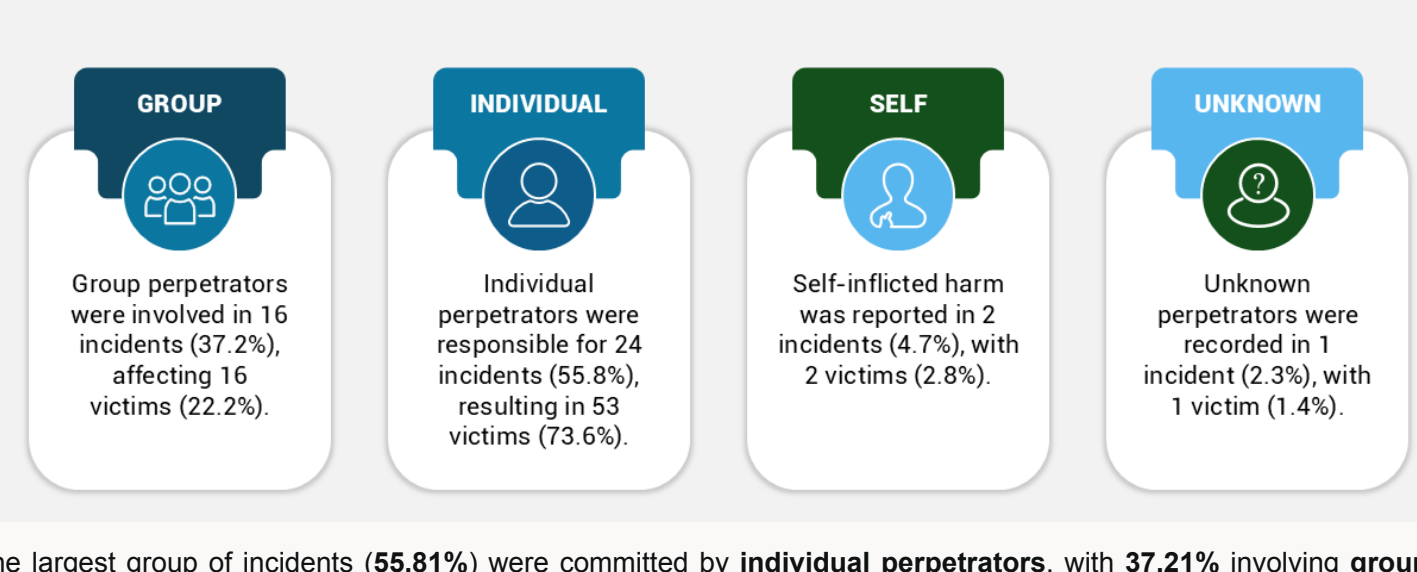 GROUP
Group perpetrators
were involved in 16
incidents (37.2%),
affecting 16
victims (22.2%).
INDIVIDUAL
Individual
perpetrators were
responsible for 24
incidents (55.8%),
resulting in 53
victims (73.6%).
SELF
Self-inflicted harm
was reported in 2
incidents (4.7%), with
2 victims (2.8%).
UNKNOWN
?
Unknown
perpetrators were
recorded in 1
incident (2.3%), with
1 victim (1.4%).
largest group of incidents (55.81%) were committed by individual perpetrators, with 37.21% involving group